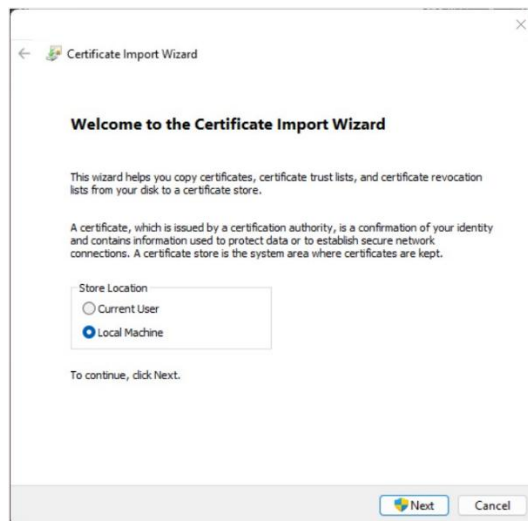 Certificate Import Wizard
Welcome to the Certificate Import Wizard
This wizard helps you copy certificates, certificate trust lists, and certificate revocation
lists from your disk to a certificate store.
A certificate, which is issued by a certification authority, is a confirmation of your identity
and contains information used to protect data or to establish secure network
connections. A certificate store is the system area where certificates are kept.
Store Location
Current User
Local Machine
To continue, click Next.
Next Cancel